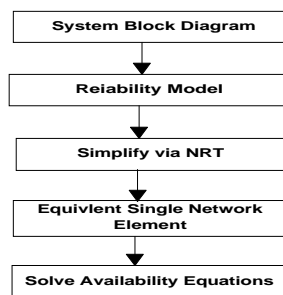 System Block Diagram
Reiability Model
Simplify via NRT
Equivlent Single Network
Element
Solve Availability Equations